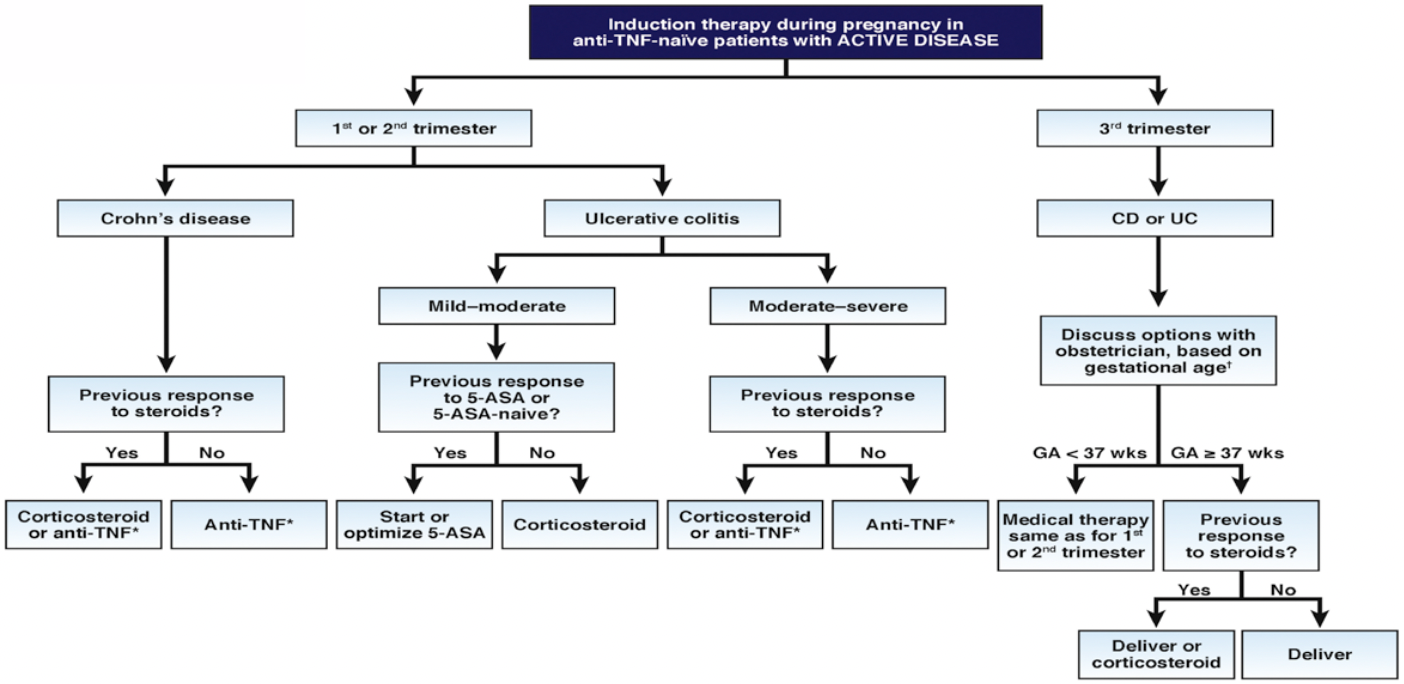 Induction therapy during pregnancy in
anti-TNF-naïve patients with ACTIVE DISEASE
1st or 2nd trimester
3rd trimester
Crohn's disease
Ulcerative colitis
CD or UC
Mild–moderate
Moderate–severe
Discuss options with
obstetrician, based on
gestational age†
Previous response
to steroids?
Previous response
to 5-ASA or
5-ASA-naive?
Previous response
to steroids?
Yes
No
Yes
No
Yes
No
GA < 37 wks
GA ≥ 37 wks
Corticosteroid
or anti-TNF*
Anti-TNF*
Start or
optimize 5-ASA
Corticosteroid
Corticosteroid
or anti-TNF*
Anti-TNF*
Medical therapy
same as for 1st
or 2nd trimester
Previous
response
to steroids?
Yes
No
Deliver or
corticosteroid
Deliver